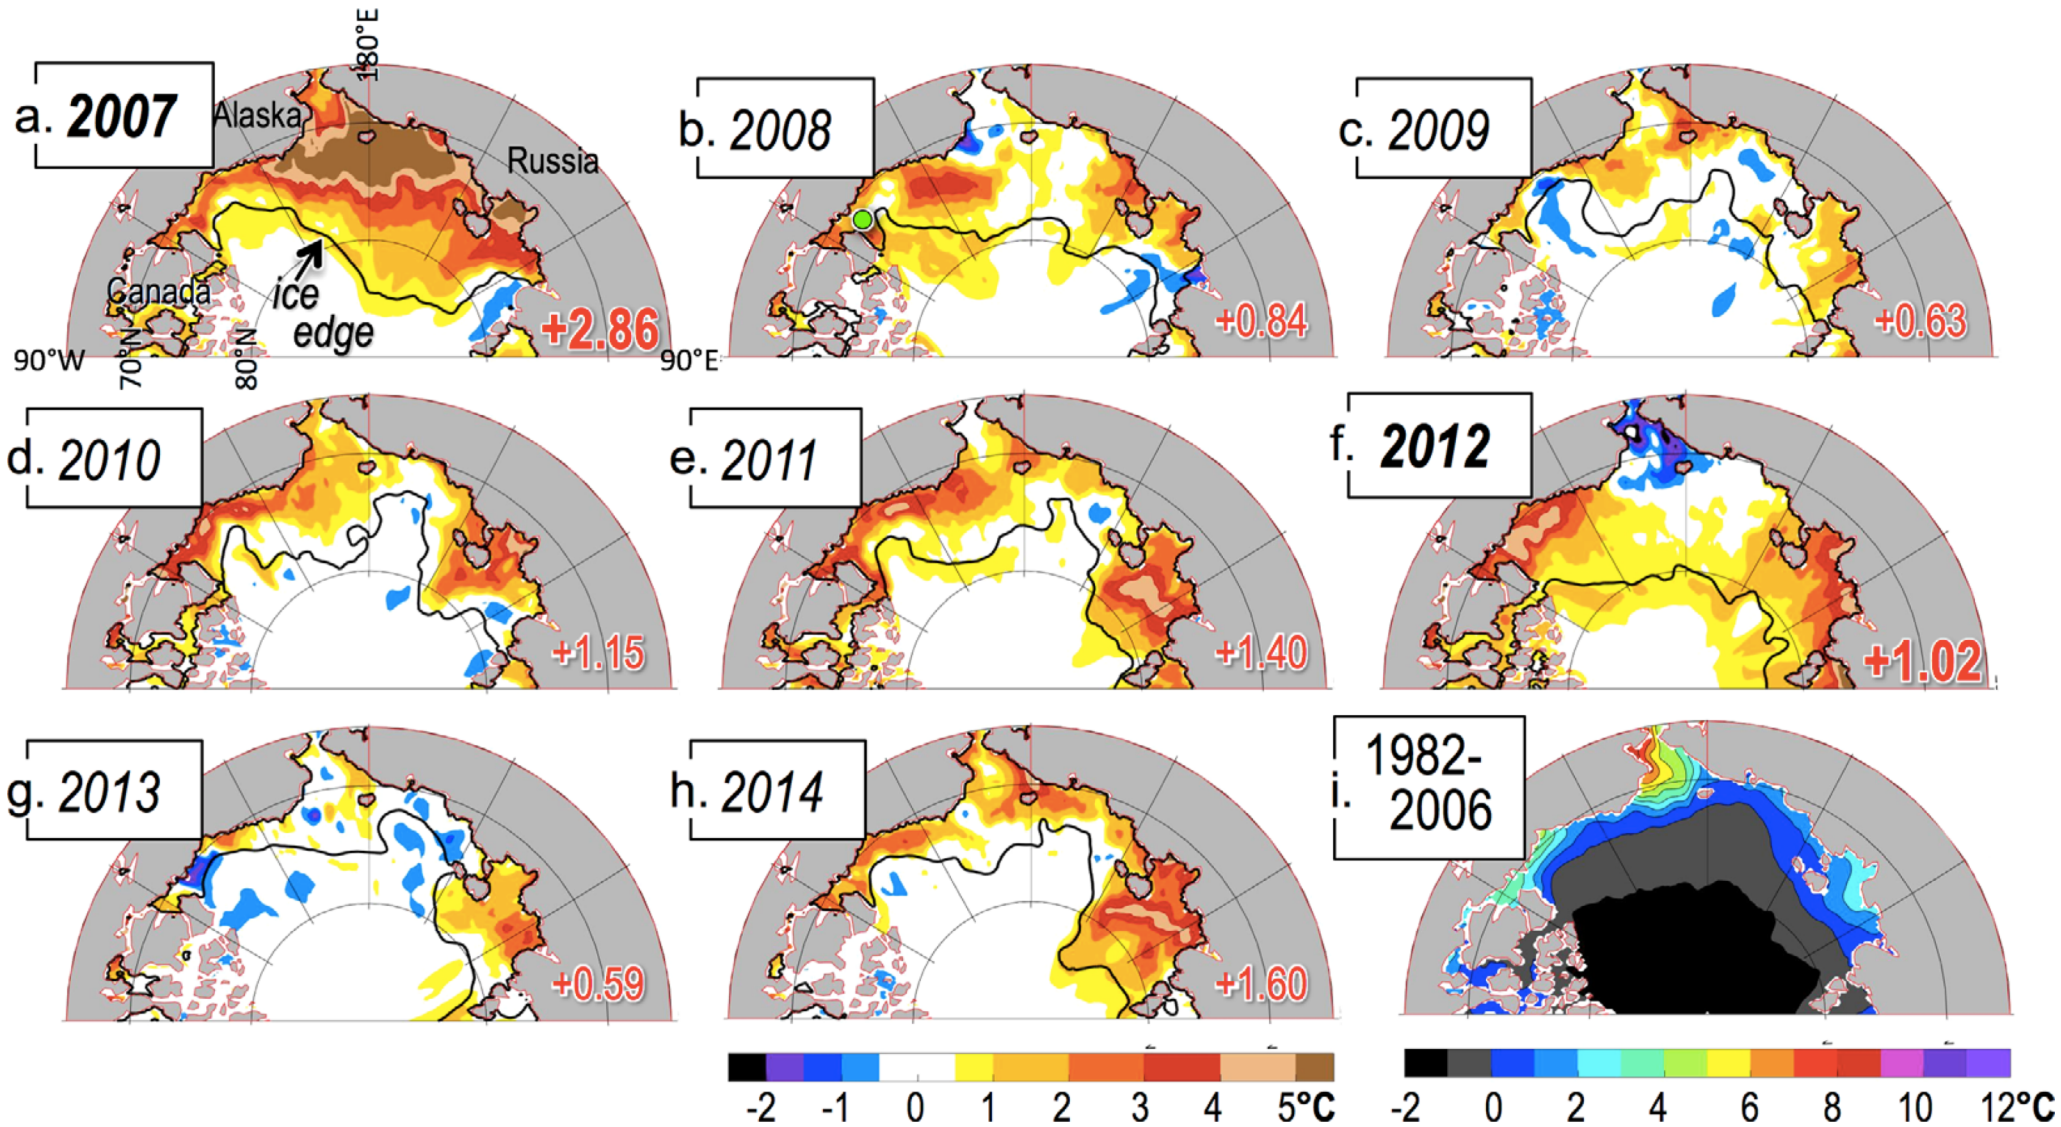 180°E
a. 2007
Alaska
Russia
Canada
ice
edge
+2.86
90°W
70°N
80°N
90°E
b. 2008
+0.84
c. 2009
+0.63
d. 2010
+1.15
e. 2011
+1.40
f. 2012
+1.02
g. 2013
+0.59
h. 2014
+1.60
i. 1982-
2006
-2 -1 0 1 2 3 4 5°C
-2 0 2 4 6 8 10 12°C